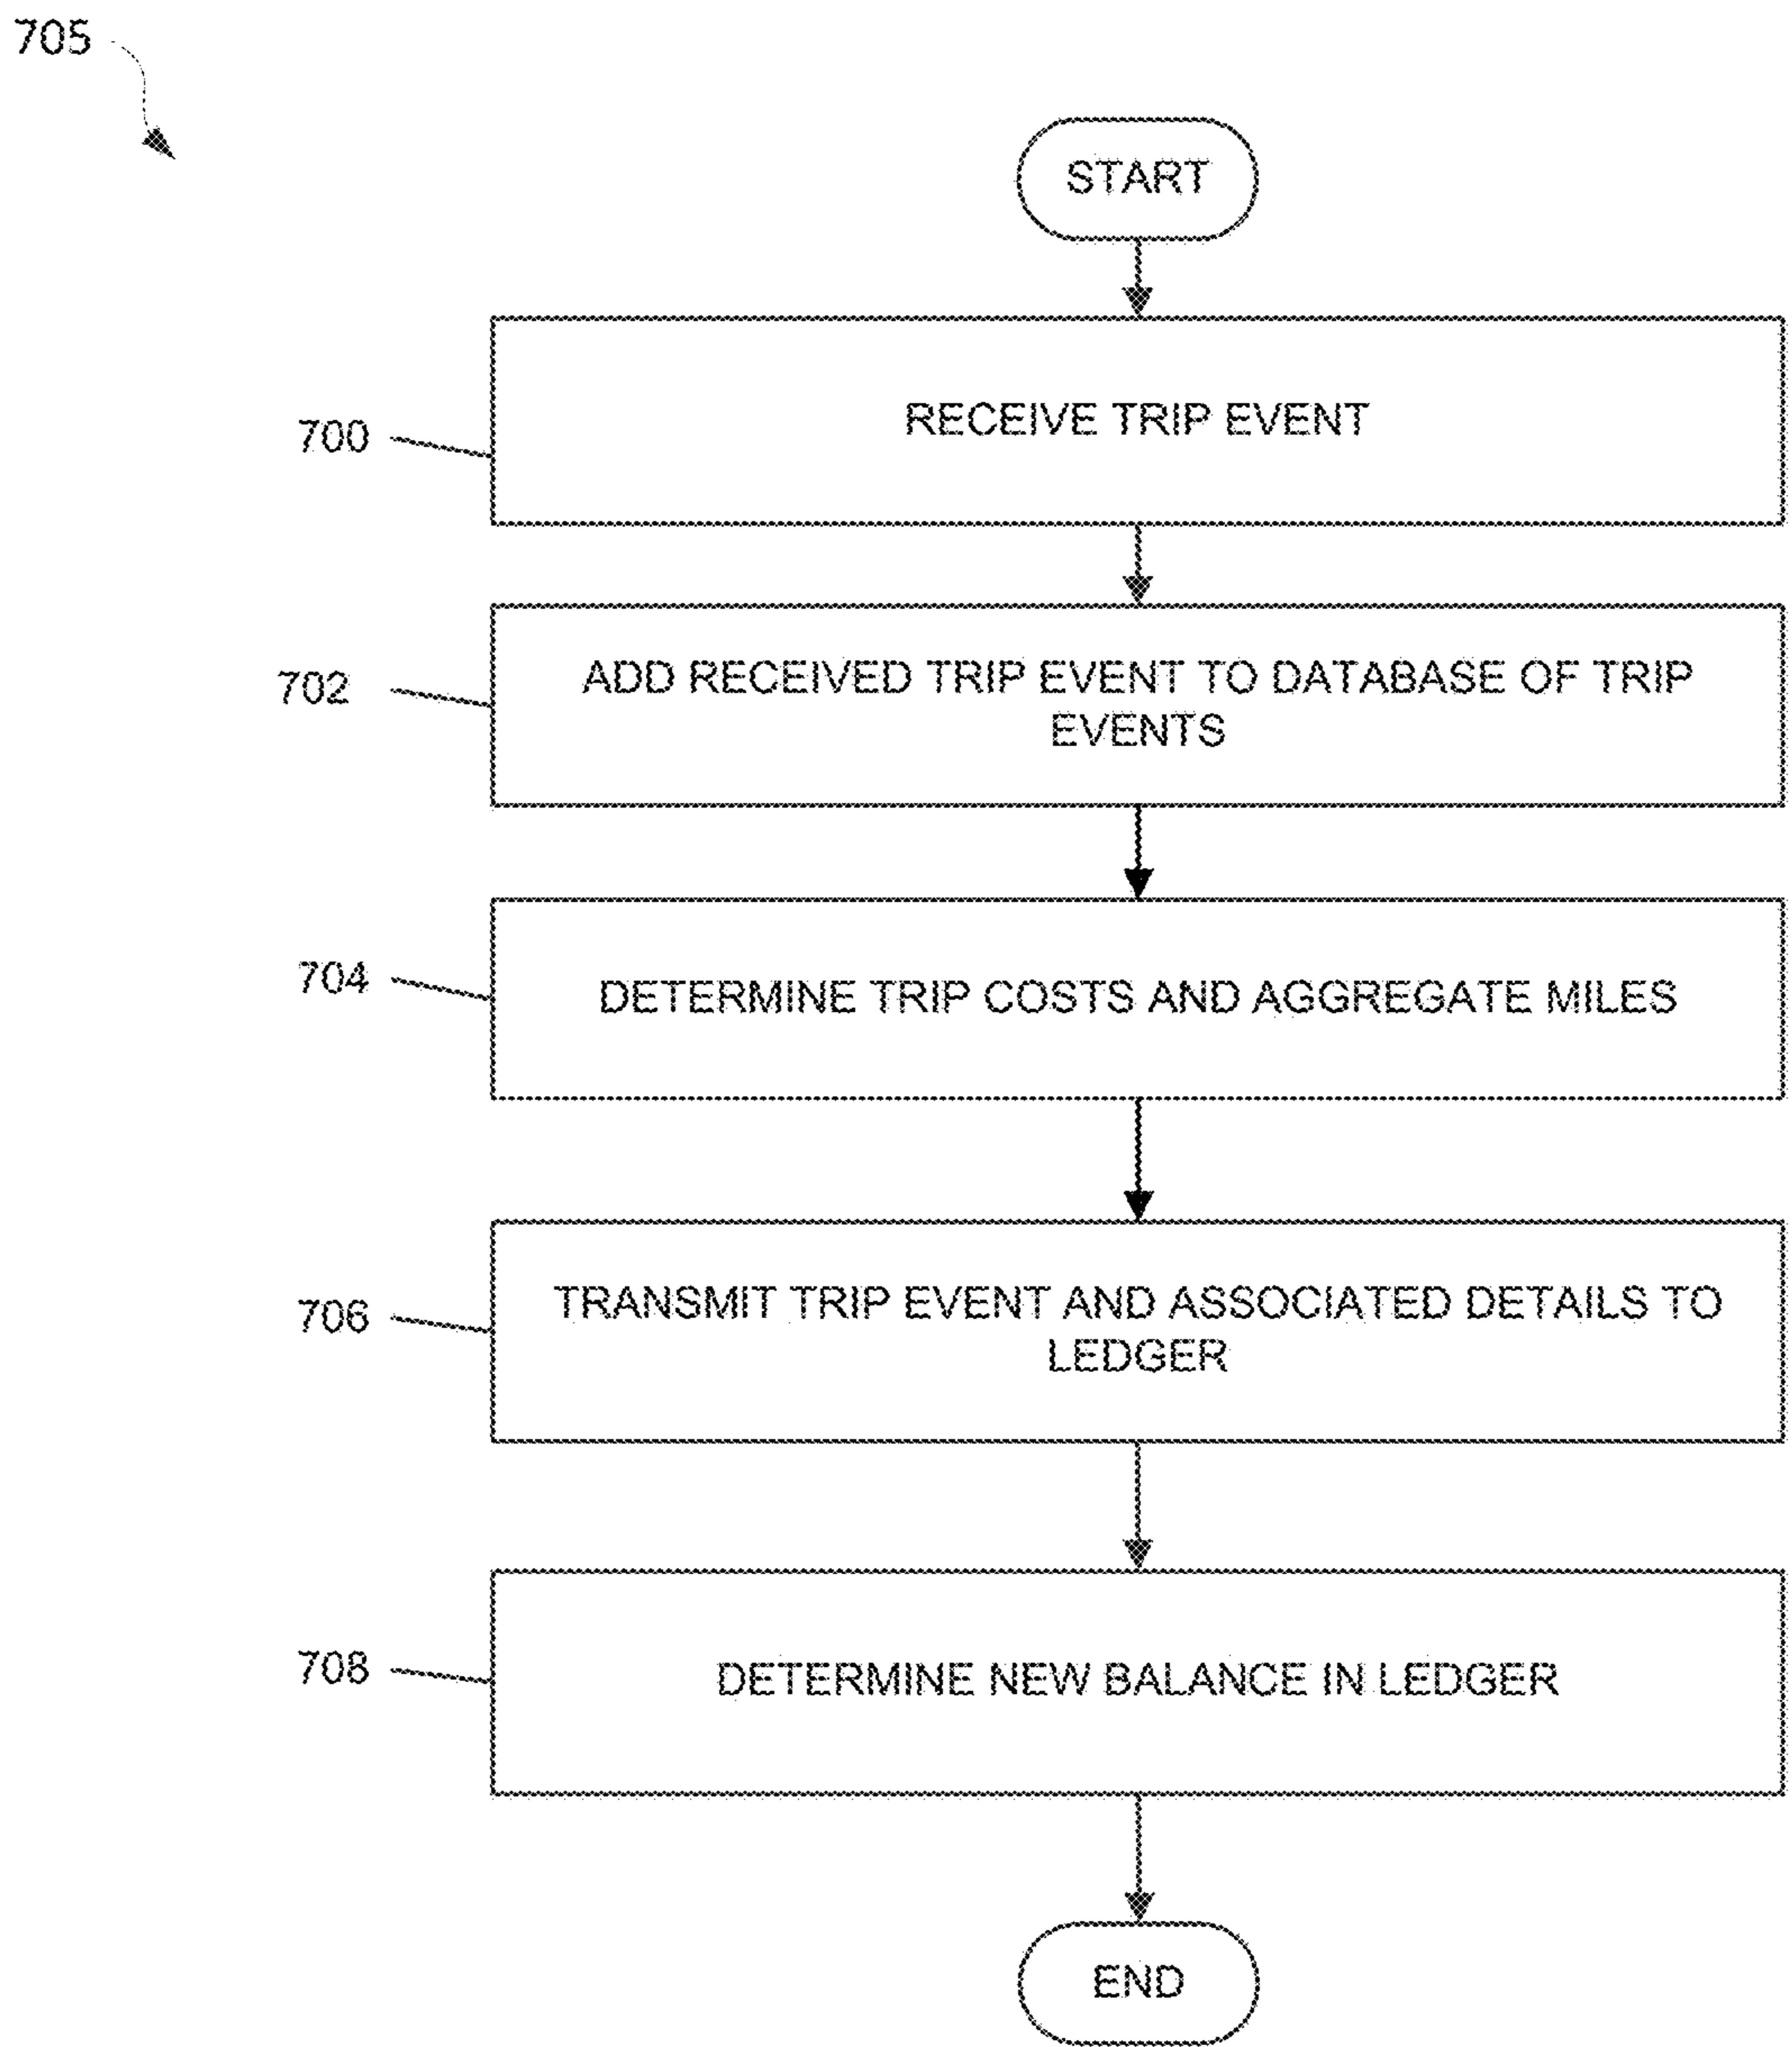 705
START
RECEIVE TRIP EVENT
700
ADD RECEIVED TRIP EVENT TO DATABASE OF TRIP
EVENTS
702
DETERMINE TRIP COSTS AND AGGREGATE MILES
704
TRANSMIT TRIP EVENT AND ASSOCIATED DETAILS TO
LEDGER
706
DETERMINE NEW BALANCE IN LEDGER
708
END